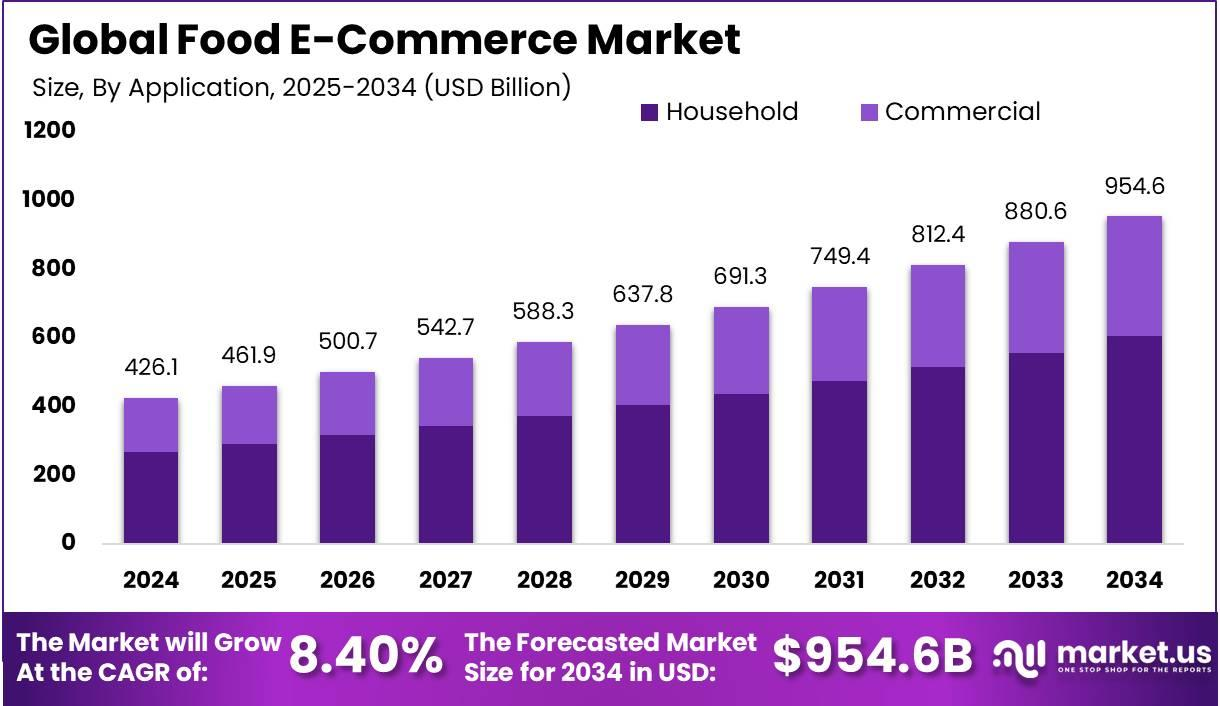 Global Food E-Commerce Market
Size, By Application, 2025-2034 (USD Billion)
Household Commercial
1200
1000
800
600
400
200
0
426.1 461.9 500.7 542.7 588.3 637.8 691.3 749.4 812.4 880.6 954.6
2024 2025 2026 2027 2028 2029 2030 2031 2032 2033 2034
The Market will Grow
At the CAGR of:
8.40%
The Forecasted Market
Size for 2034 in USD:
$954.6B
market.us
ONE STOP SHOP FOR THE REPORTS